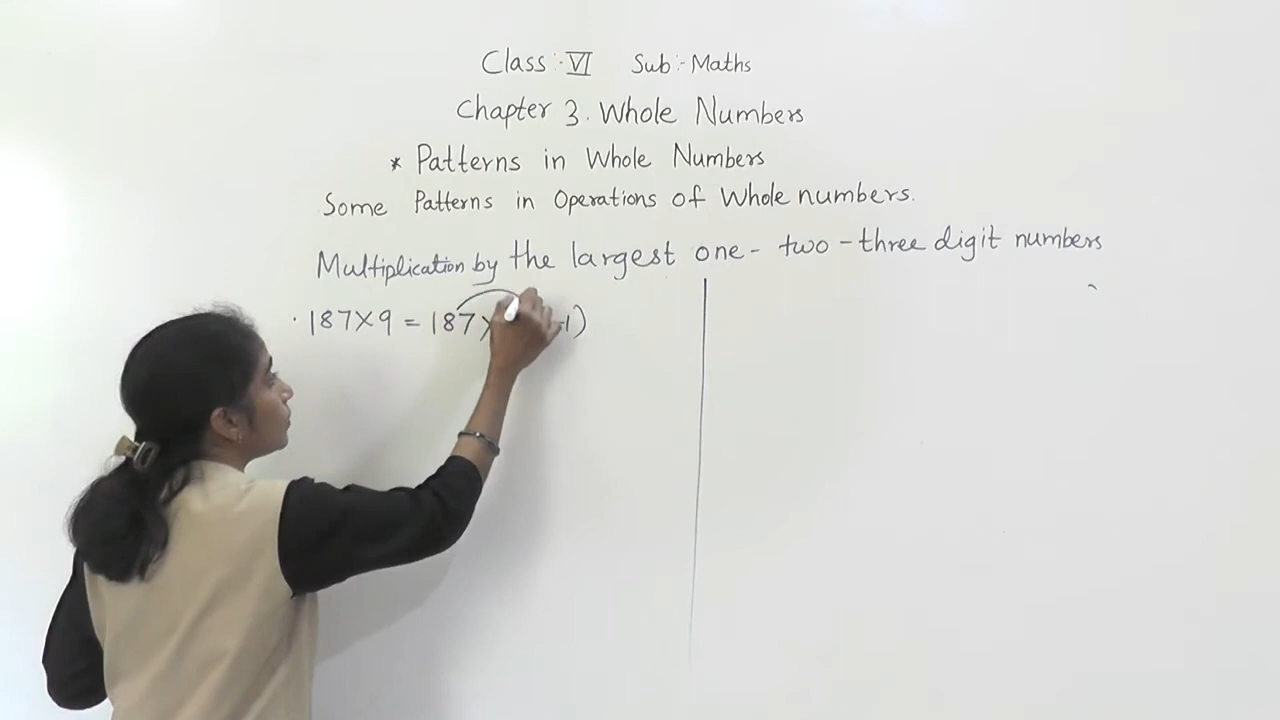 Class :- VI Sub :- Maths
Chapter 3. Whole Numbers
* Patterns in Whole Numbers
Some Patterns in Operations of Whole numbers.
Multiplication by the largest one - two - three digit numbers
· 187×9 = 187× -1)